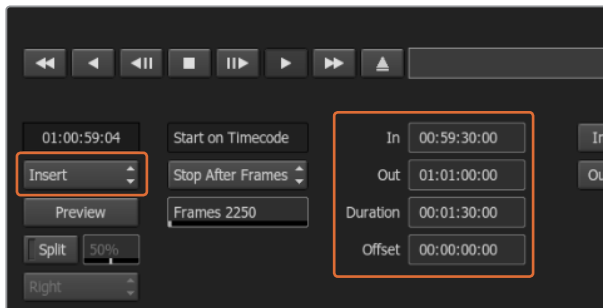 01:00:59:04 Start on Timecode In 00:59:30:00
Insert Stop After Frames Out 01:01:00:00
Preview Frames 2250 Duration 00:01:30:00
Split 50% Offset 00:00:00:00
Right